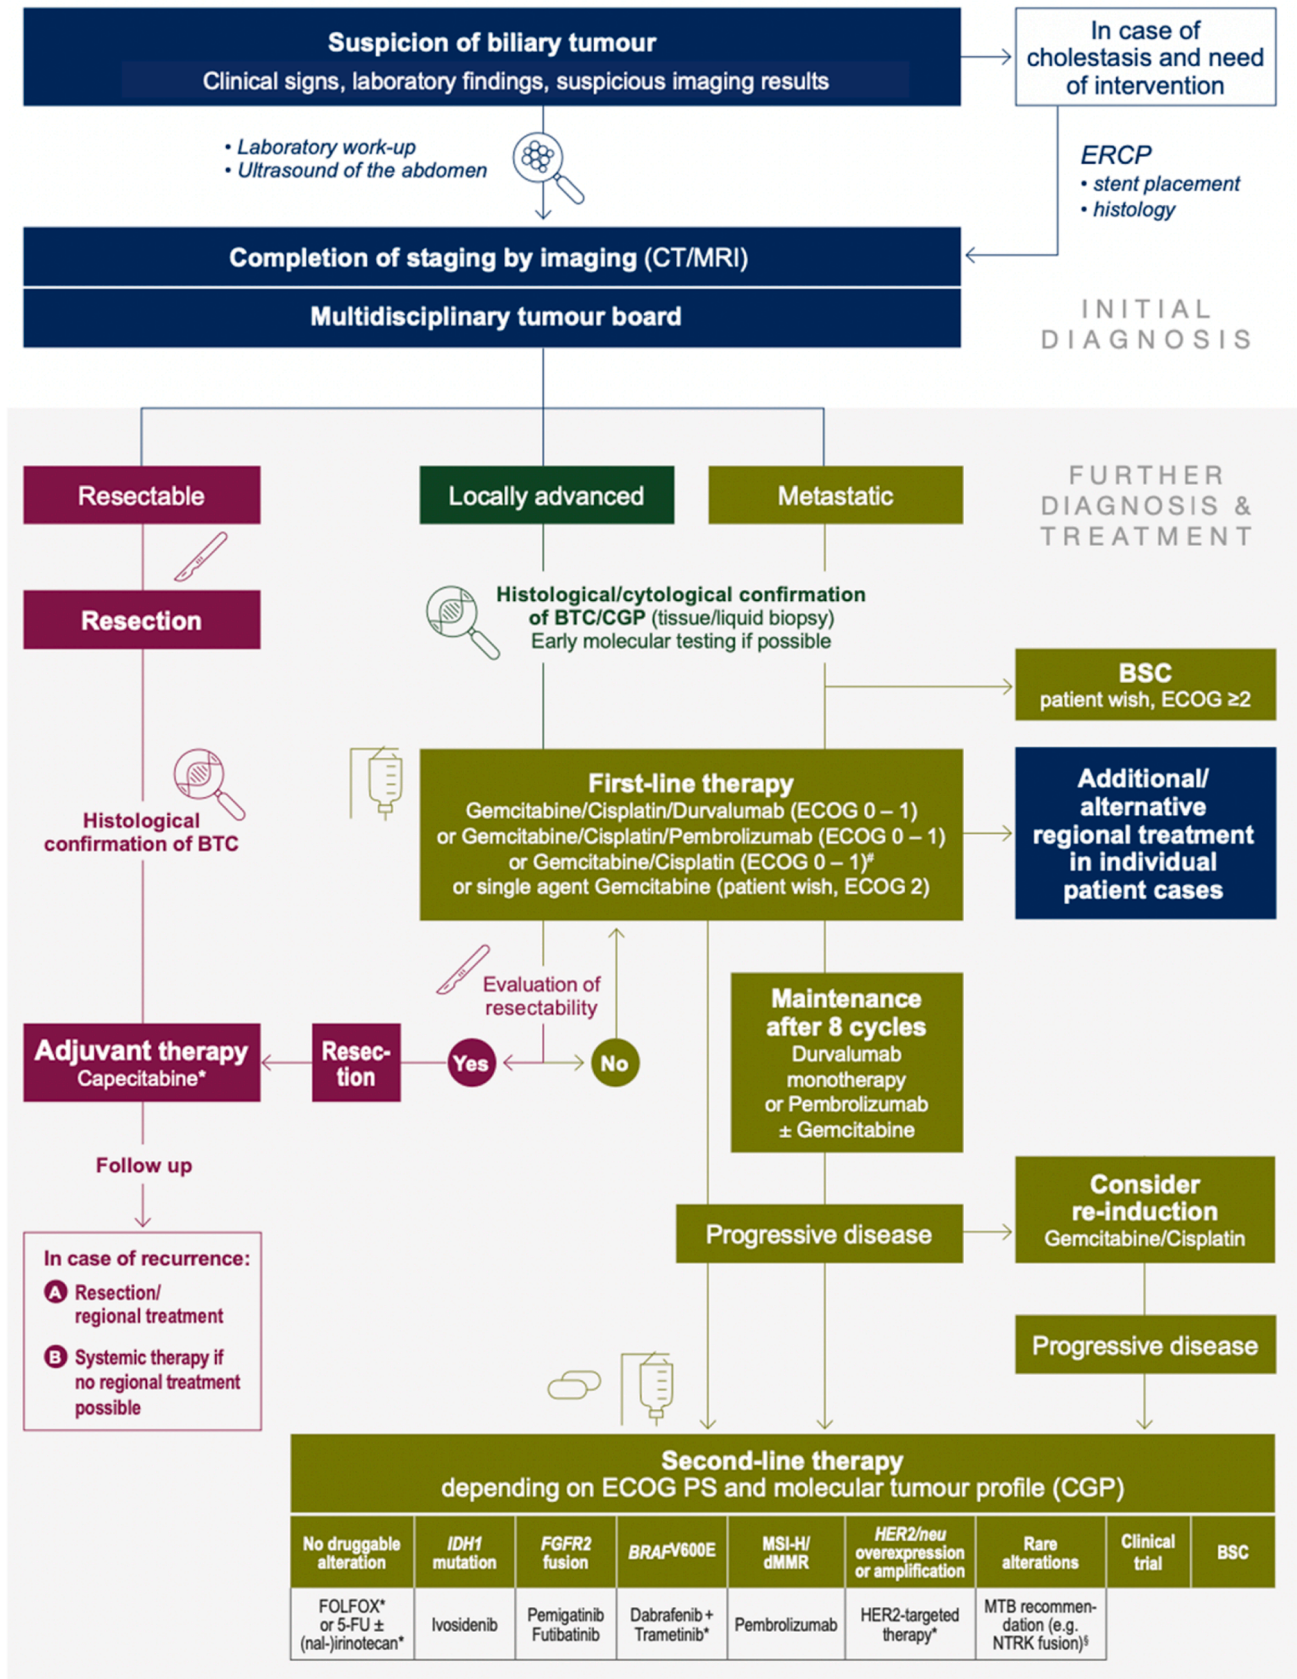 Suspicion of biliary tumour
Clinical signs, laboratory findings, suspicious imaging results
In case of
cholestasis and need
of intervention
• Laboratory work-up
• Ultrasound of the abdomen
ERCP
• stent placement
• histology
Completion of staging by imaging (CT/MRI)
Multidisciplinary tumour board
INITIAL
DIAGNOSIS
Resectable
Locally advanced
Metastatic
FURTHER
DIAGNOSIS &
TREATMENT
Resection
Histological/cytological confirmation
of BTC/CGP (tissue/liquid biopsy)
Early molecular testing if possible
BSC
patient wish, ECOG ≥2
Histological
confirmation of BTC
First-line therapy
Gemcitabine/Cisplatin/Durvalumab (ECOG 0 – 1)
or Gemcitabine/Cisplatin/Pembrolizumab (ECOG 0 – 1)
or Gemcitabine/Cisplatin (ECOG 0 – 1)#
or single agent Gemcitabine (patient wish, ECOG 2)
Additional/
alternative
regional treatment
in individual
patient cases
Evaluation of
resectability
Adjuvant therapy
Capecitabine*
Resec-
tion
Yes
No
Maintenance
after 8 cycles
Durvalumab
monotherapy
or Pembrolizumab
± Gemcitabine
Follow up
In case of recurrence:
A Resection/
regional treatment
B Systemic therapy if
no regional treatment
possible
Progressive disease
Consider
re-induction
Gemcitabine/Cisplatin
Progressive disease
Second-line therapy
depending on ECOG PS and molecular tumour profile (CGP)
No druggable
alteration
IDH1
mutation
FGFR2
fusion
BRAFV600E
MSI-H/
dMMR
HER2/neu
overexpression
or amplification
Rare
alterations
Clinical
trial
BSC
FOLFOX*
or 5-FU ±
(nal-)irinotecan*
Ivosidenib
Pemigatinib
Futibatinib
Dabrafenib +
Trametinib*
Pembrolizumab
HER2-targeted
therapy*
MTB recommen-
dation (e.g.
NTRK fusion)§